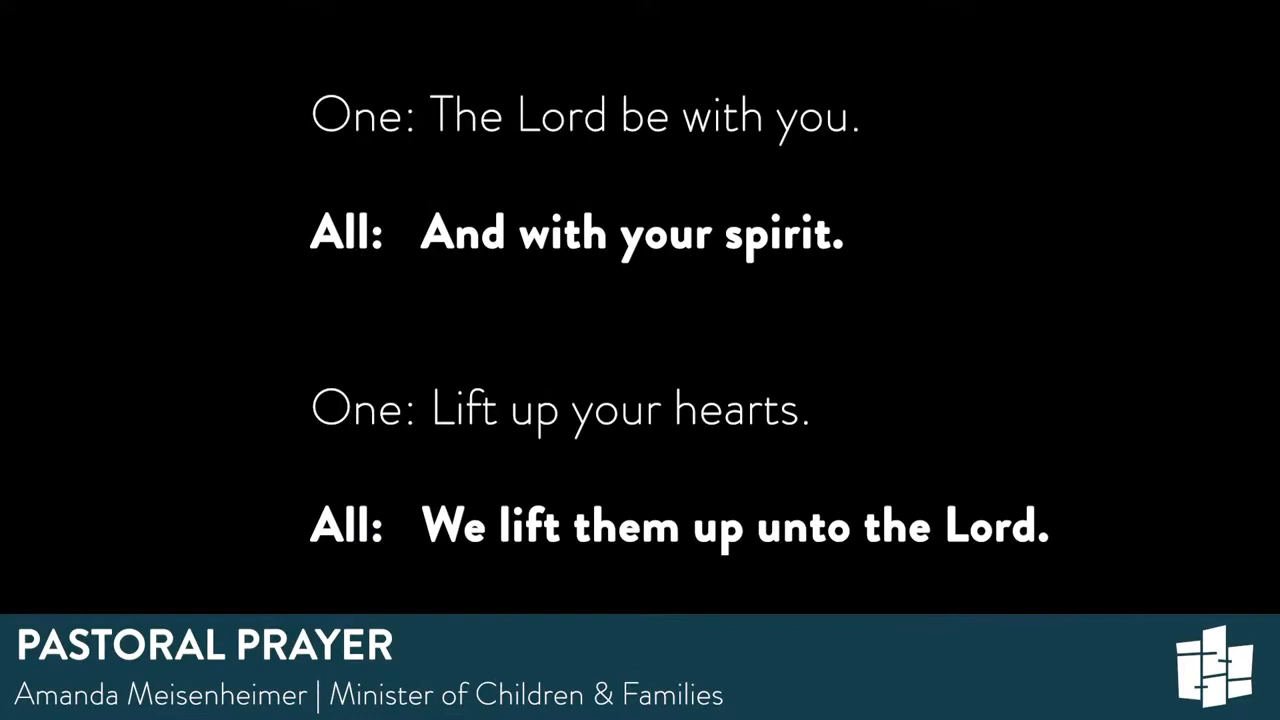 One: The Lord be with you.
All: And with your spirit.
One: Lift up your hearts.
All: We lift them up unto the Lord.
PASTORAL PRAYER
Amanda Meisenheimer | Minister of Children & Families